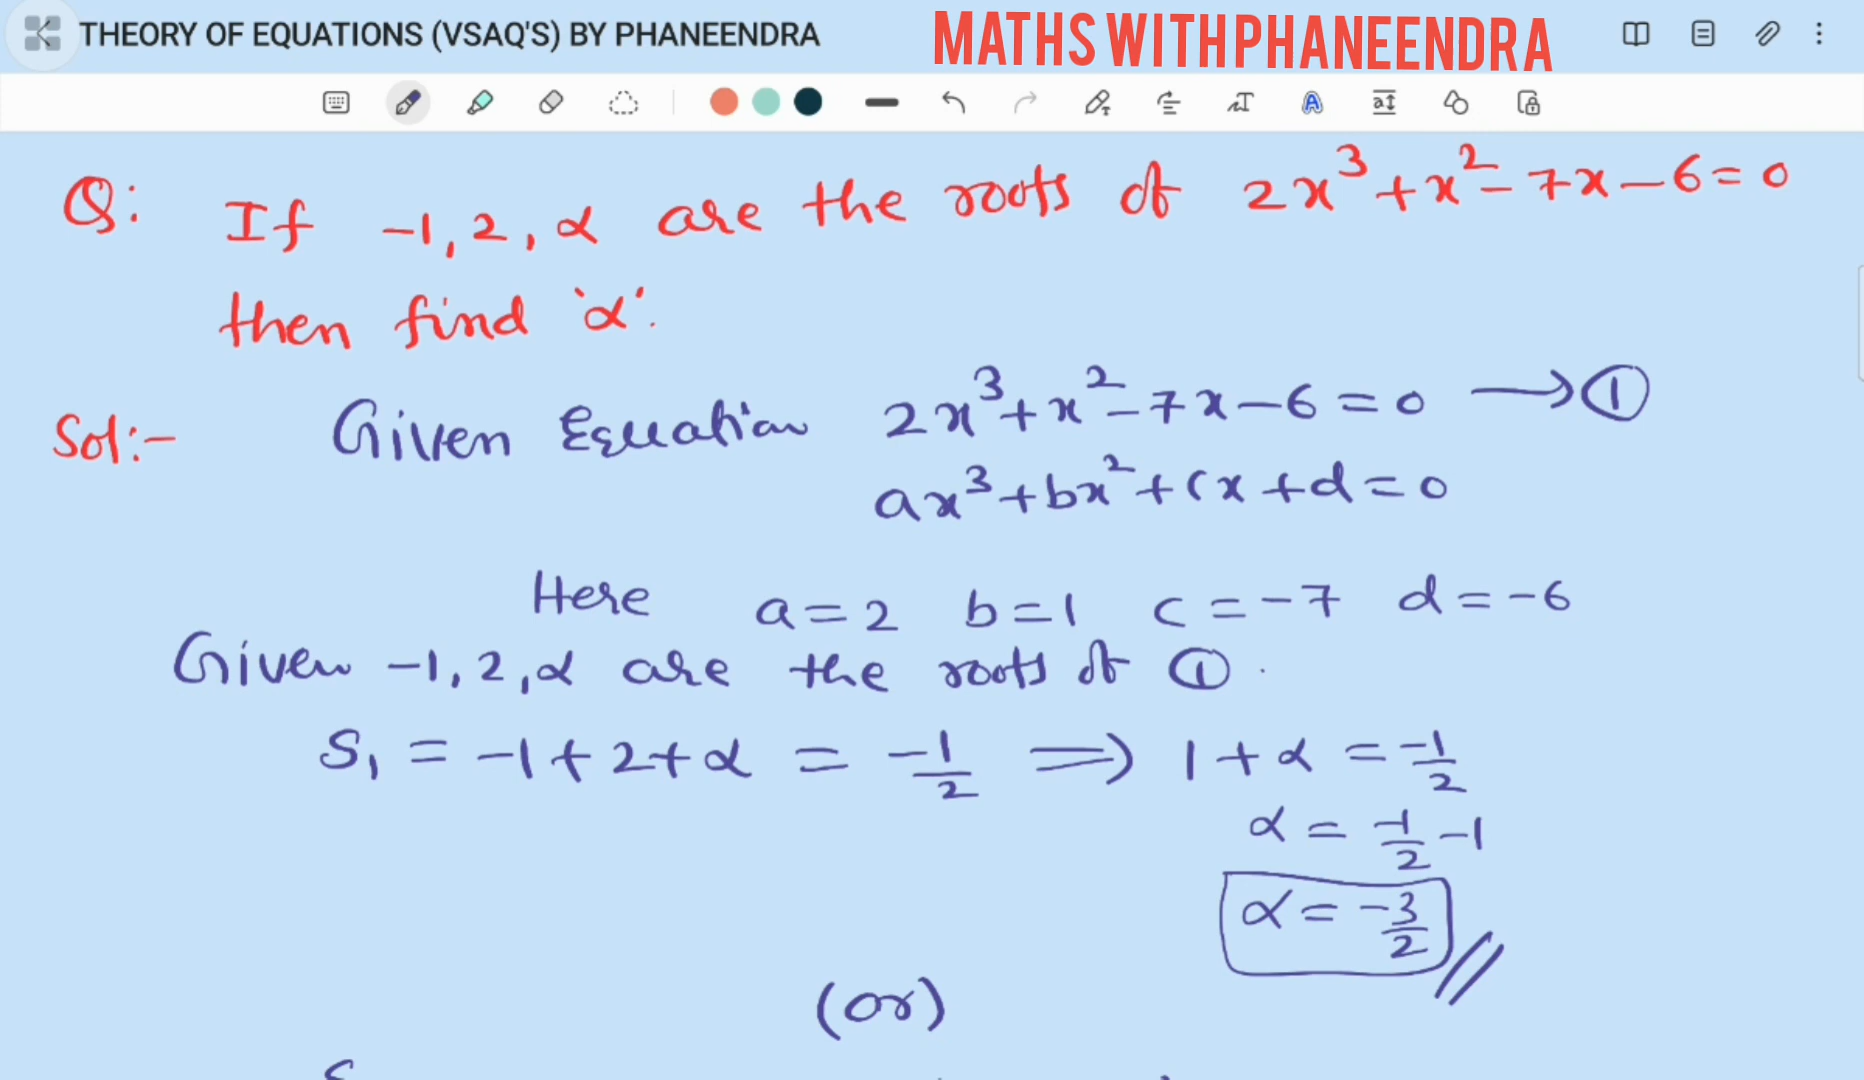 THEORY OF EQUATIONS (VSAQ'S) BY PHANEENDRA
MATHS WITH PHANEENDRA
Q: If -1, 2, α are the roots of 2x³+x²-7x-6=0
then find 'α'.
Sol:- Given Equation 2x³+x²-7x-6=0 → ①
ax³+bx²+cx+d=0
Here a=2 b=1 c=-7 d=-6
Given -1, 2, α are the roots of ①.
S₁ = -1+2+α = -1/2 ⟹ 1+α = -1/2
α = -1/2 -1
α = -3/2
(or)